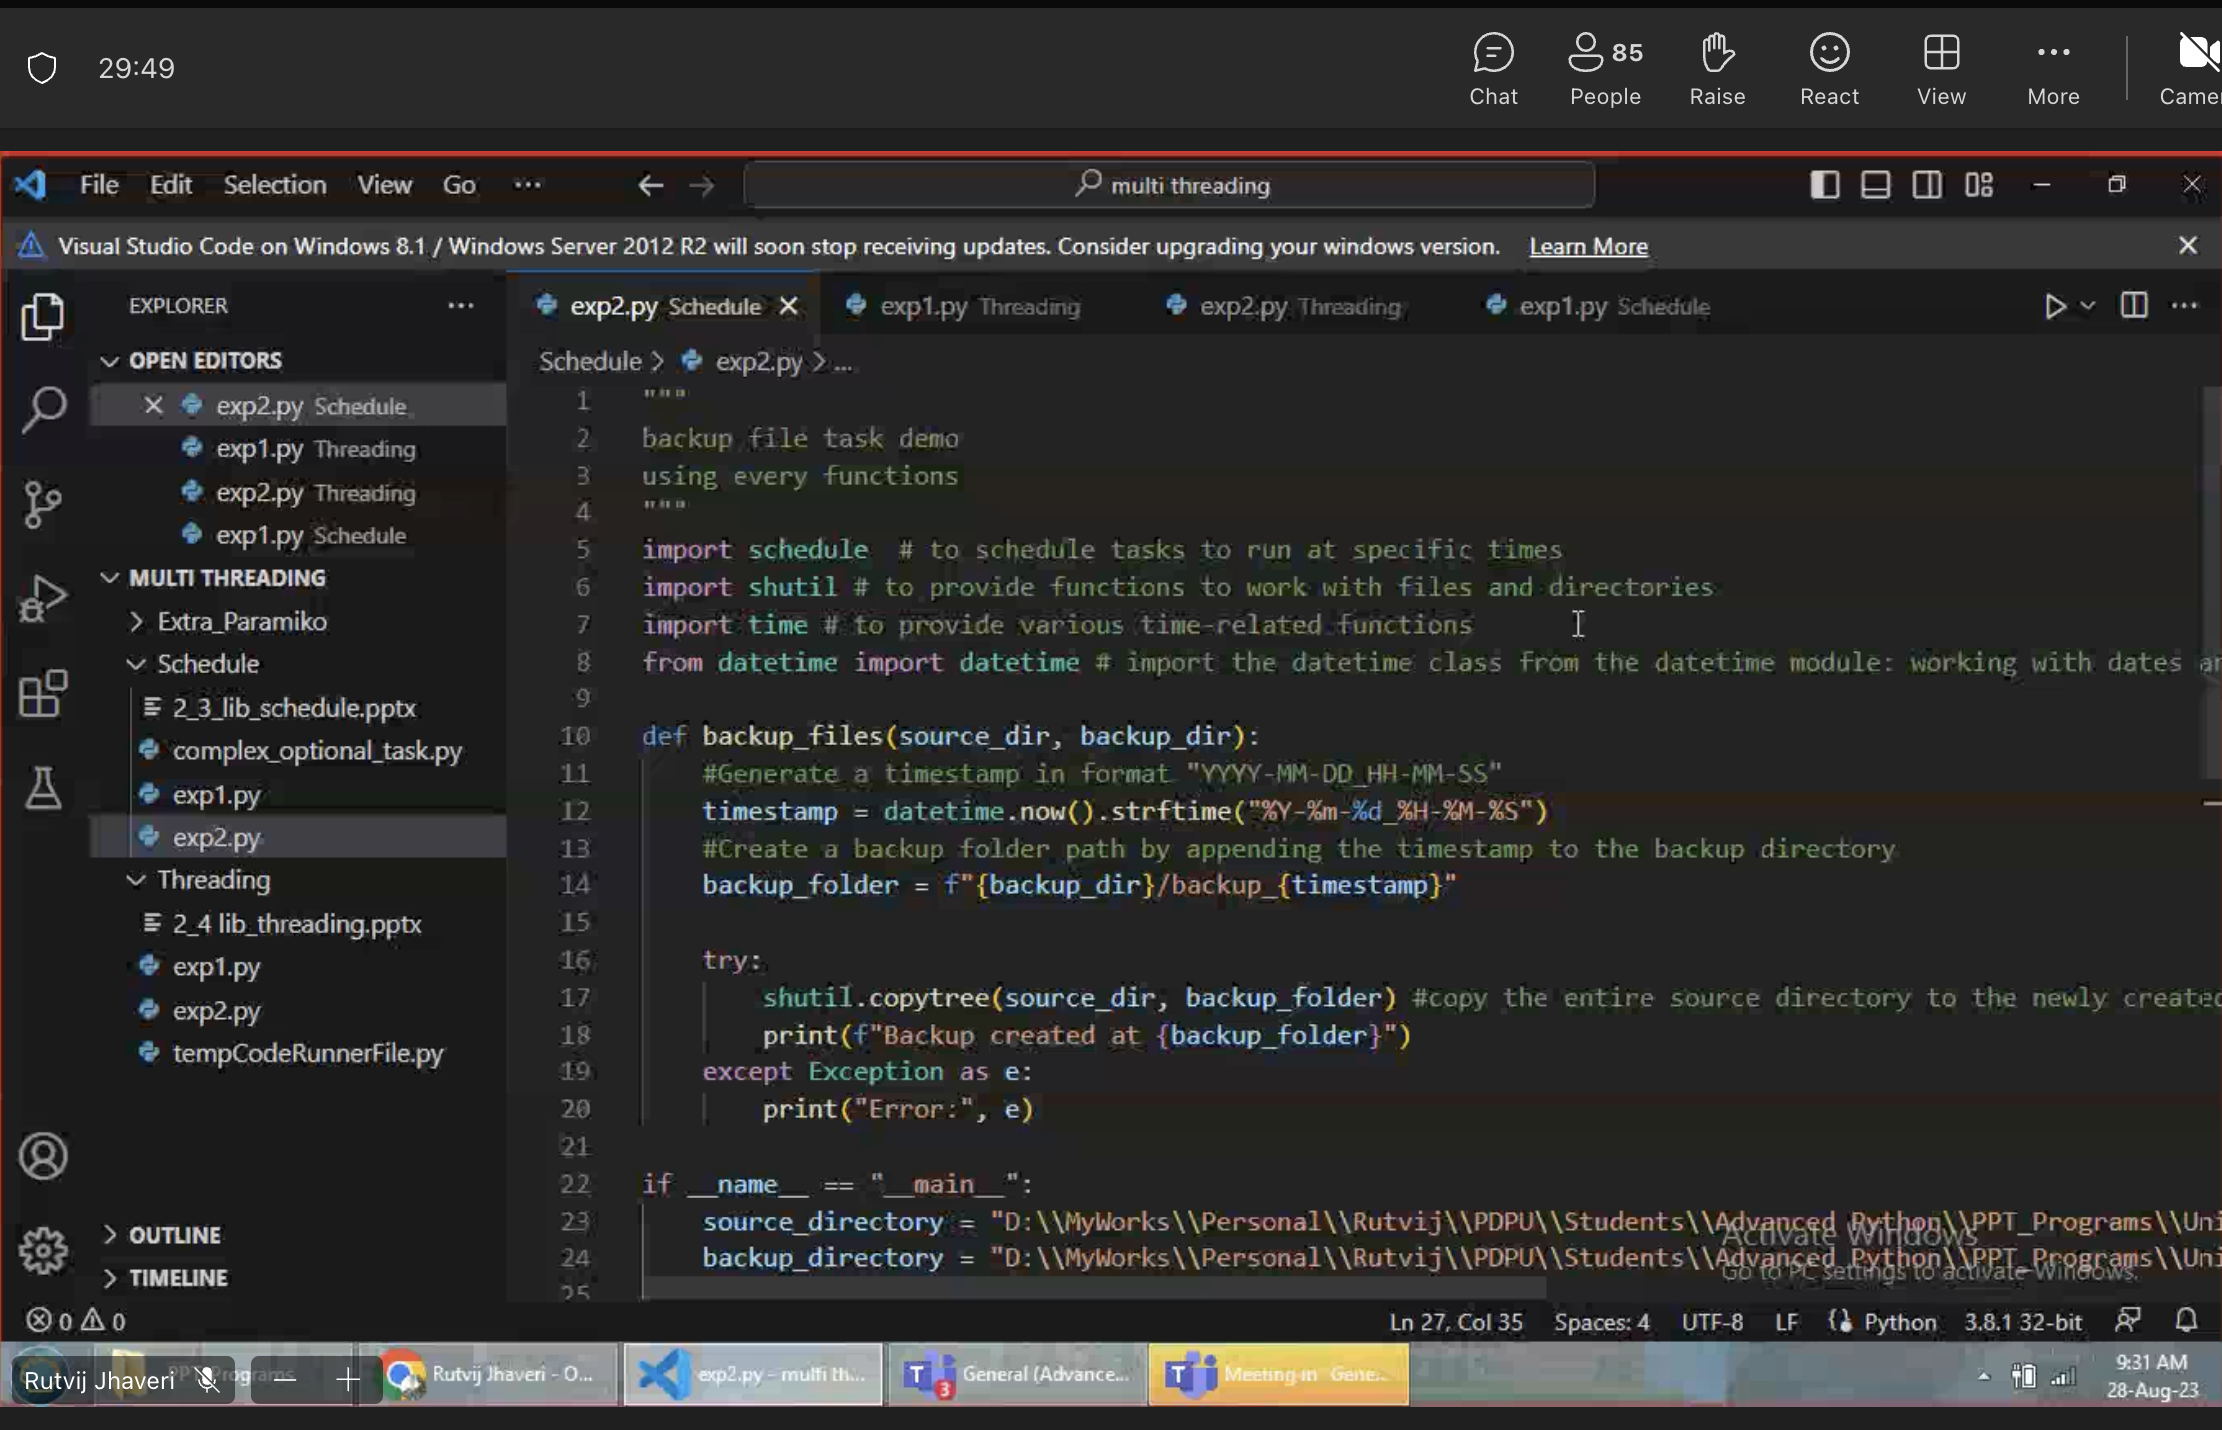 29:49
Chat
People 85
Raise
React
View
More
Came
File Edit Selection View Go ...
multi threading
Visual Studio Code on Windows 8.1 / Windows Server 2012 R2 will soon stop receiving updates. Consider upgrading your windows version. Learn More
EXPLORER
OPEN EDITORS
exp2.py Schedule
exp1.py Threading
exp2.py Threading
exp1.py Schedule
MULTI THREADING
Extra_Paramiko
Schedule
2_3_lib_schedule.pptx
complex_optional_task.py
exp1.py
exp2.py
Threading
2_4 lib_threading.pptx
exp1.py
exp2.py
tempCodeRunnerFile.py
OUTLINE
TIMELINE
exp2.py Schedule exp1.py Threading exp2.py Threading exp1.py Schedule
Schedule > exp2.py > ...
1 """
2 backup file task demo
3 using every functions
4 """
5 import schedule # to schedule tasks to run at specific times
6 import shutil # to provide functions to work with files and directories
7 import time # to provide various time-related functions
8 from datetime import datetime # import the datetime class from the datetime module: working with dates an
9
10 def backup_files(source_dir, backup_dir):
11 #Generate a timestamp in format "YYYY-MM-DD_HH-MM-SS"
12 timestamp = datetime.now().strftime("%Y-%m-%d_%H-%M-%S")
13 #Create a backup folder path by appending the timestamp to the backup directory
14 backup_folder = f"{backup_dir}/backup_{timestamp}"
15
16 try:
17 shutil.copytree(source_dir, backup_folder) #copy the entire source directory to the newly created
18 print(f"Backup created at {backup_folder}")
19 except Exception as e:
20 print("Error:", e)
21
22 if __name__ == "__main__":
23 source_directory = "D:\\MyWorks\\Personal\\Rutvij\\PDPU\\Students\\Advanced_Python\\PPT_Programs\\Uni
24 backup_directory = "D:\\MyWorks\\Personal\\Rutvij\\PDPU\\Students\\Advanced_Python\\PPT_Programs\\Uni
25
Activate Windows
Go to PC settings to activate Windows.
0 0
Ln 27, Col 35 Spaces: 4 UTF-8 LF Python 3.8.1 32-bit
Rutvij Jhaveri
Rutvij Jhaveri - O...
exp2.py - multi th...
3 General (Advance...
Meeting in Gene...
9:31 AM
28-Aug-23